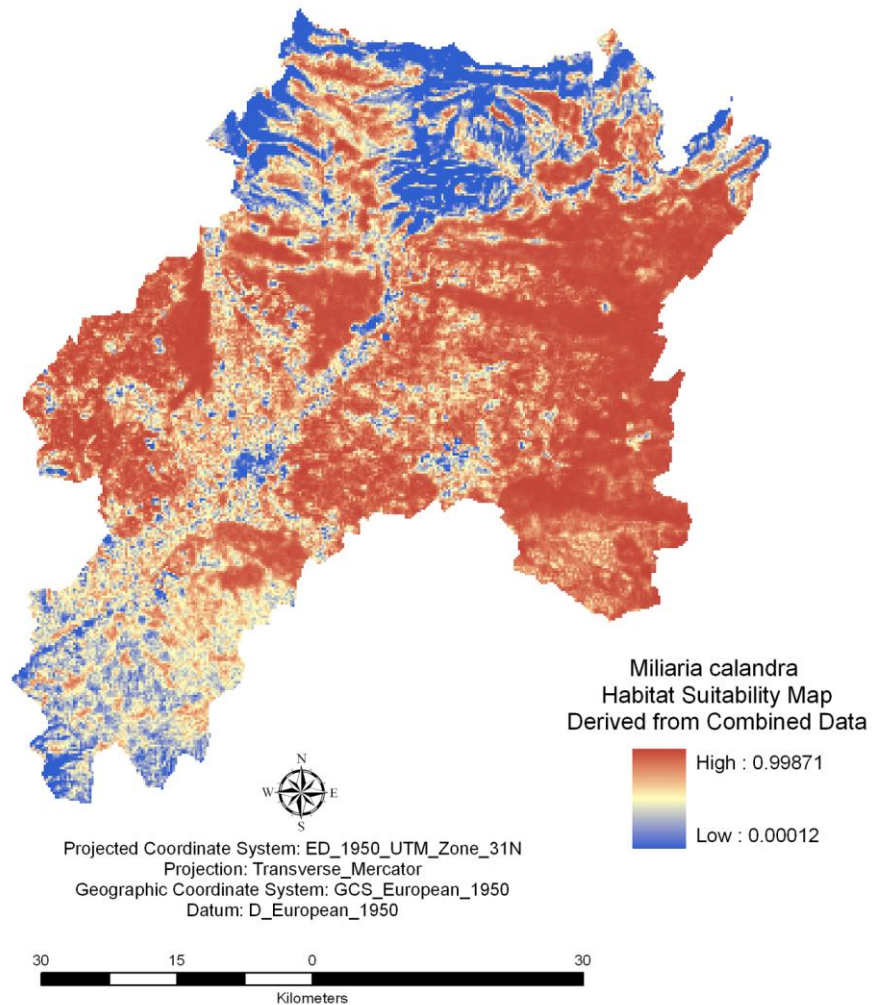 Miliaria calandra
Habitat Suitability Map
Derived from Combined Data
High : 0.99871
Low : 0.00012
N
W E
S
Projected Coordinate System: ED_1950_UTM_Zone_31N
Projection: Transverse_Mercator
Geographic Coordinate System: GCS_European_1950
Datum: D_European_1950
30 15 0 30
Kilometers